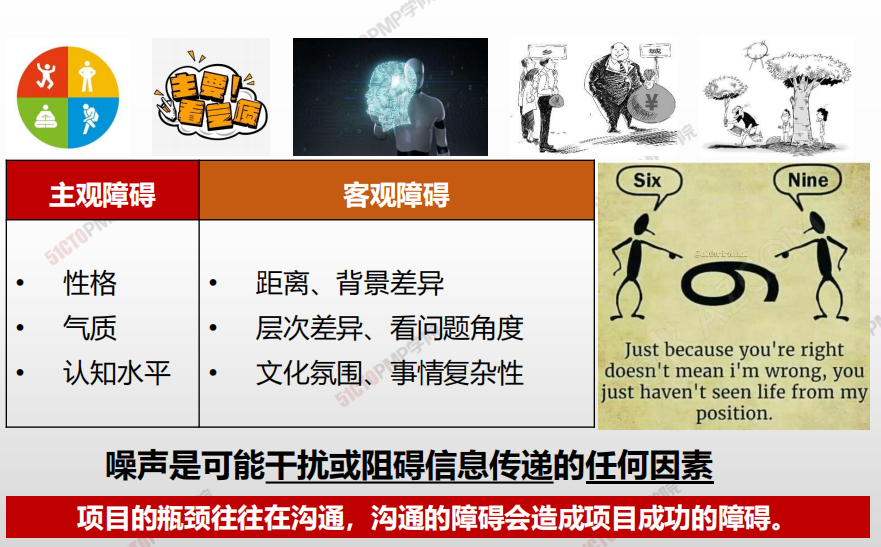 主要！
看气质
主观障碍
客观障碍
• 性格
• 气质
• 认知水平
• 距离、背景差异
• 层次差异、看问题角度
• 文化氛围、事情复杂性
Six
Nine
Just because you're right
doesn't mean i'm wrong, you
just haven't seen life from my
position.
噪声是可能干扰或阻碍信息传递的任何因素
项目的瓶颈往往在沟通，沟通的障碍会造成项目成功的障碍。
51CTOPMP学院